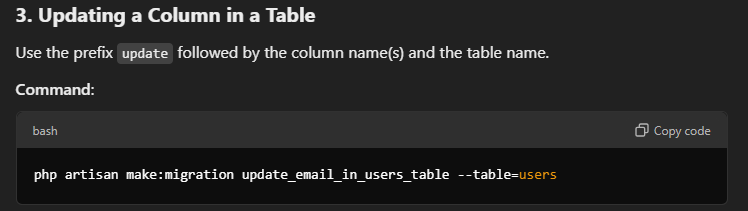 3. Updating a Column in a Table
Use the prefix update followed by the column name(s) and the table name.
Command:
bash
Copy code
php artisan make:migration update_email_in_users_table --table=users